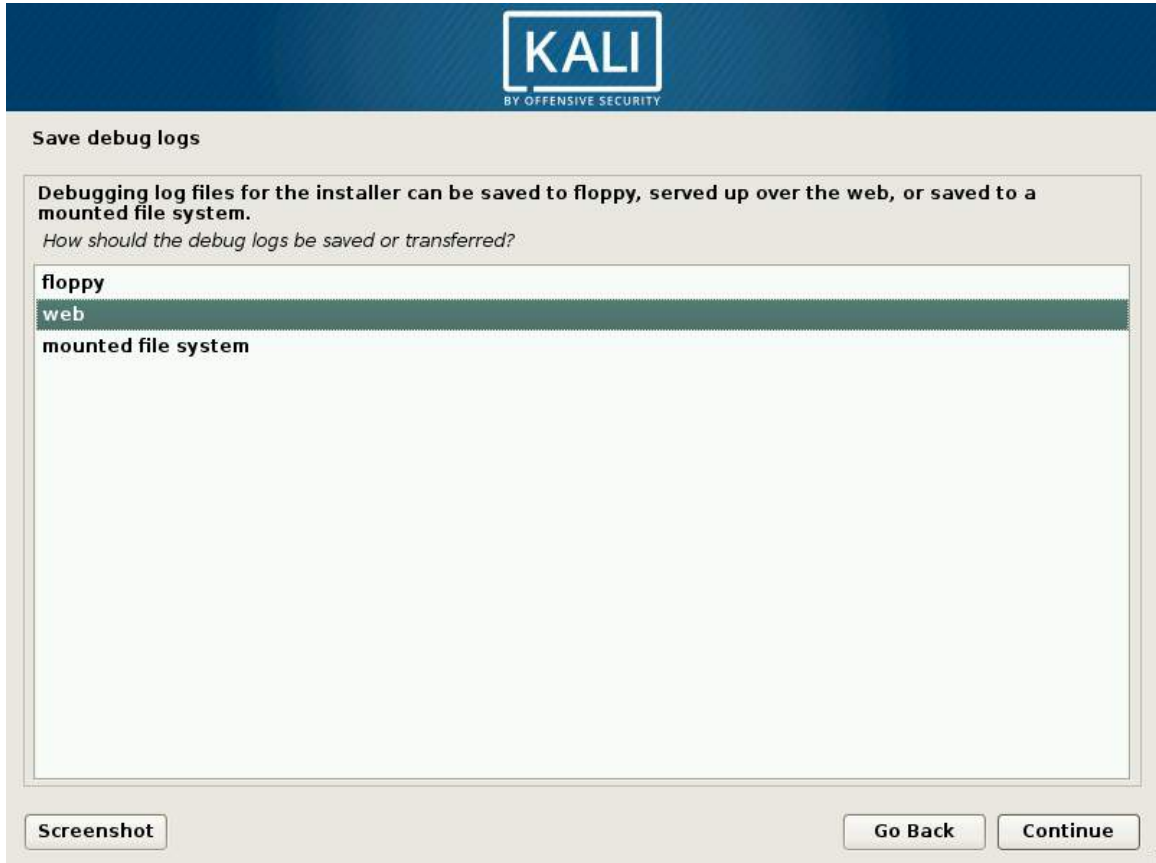 KALI
BY OFFENSIVE SECURITY
Save debug logs
Debugging log files for the installer can be saved to floppy, served up over the web, or saved to a
mounted file system.
How should the debug logs be saved or transferred?
floppy
web
mounted file system
Screenshot
Go Back
Continue